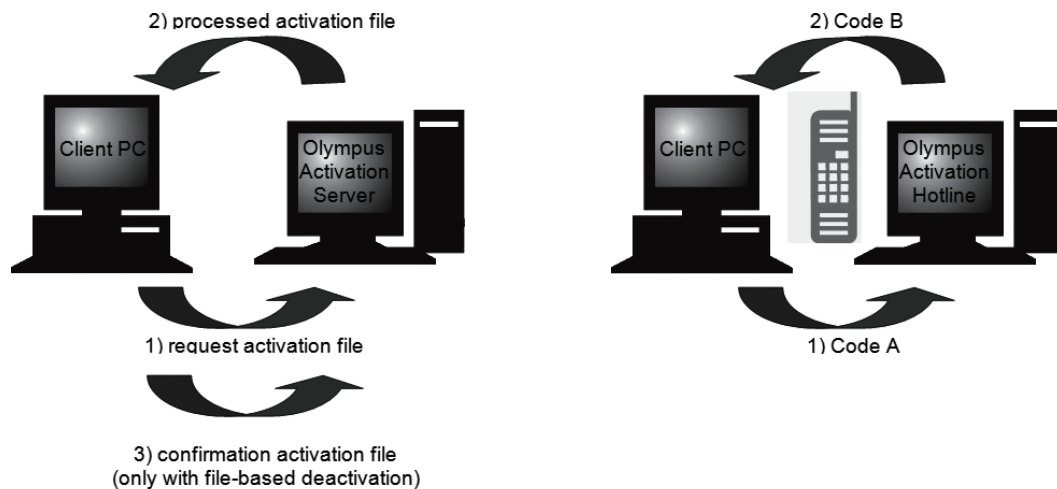 2) processed activation file
Client PC
Olympus
Activation
Server
1) request activation file
3) confirmation activation file
(only with file-based deactivation)
2) Code B
Client PC
Olympus
Activation
Hotline
1) Code A